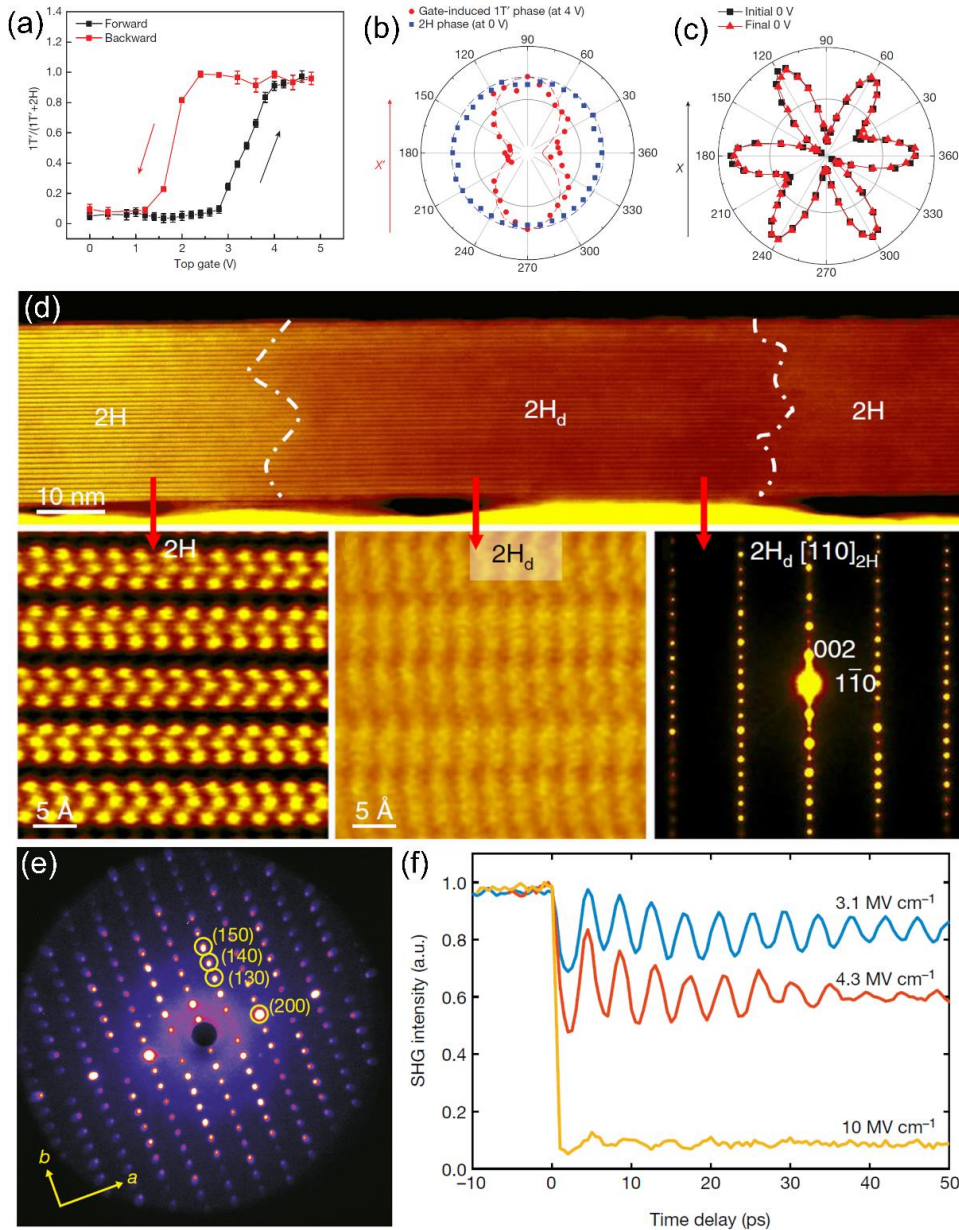 (a)
Forward
Backward
1T′/(1T′+2H)
1.2
1.0
0.8
0.6
0.4
0.2
0
0 1 2 3 4 5
Top gate (V)
(b)
Gate-induced 1T′ phase (at 4 V)
2H phase (at 0 V)
90
120 60
150 30
180 360
210 330
240 300
270
X′
(c)
Initial 0 V
Final 0 V
90
120 60
150 30
180 360
210 330
240 300
270
X
(d)
2H 2Hd 2H
10 nm
2H
5 Å
2Hd
5 Å
2Hd [110]2H
002
11̄0
(e)
(150)
(140)
(130)
(200)
b
a
(f)
SHG intensity (a.u.)
1.0
0.8
0.6
0.4
0.2
0.0
3.1 MV cm⁻¹
4.3 MV cm⁻¹
10 MV cm⁻¹
−10 0 10 20 30 40 50
Time delay (ps)